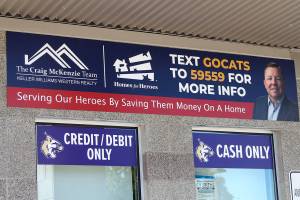 The Craig McKenzie Team
KELLER WILLIAMS WESTERN REALTY
Homes for Heroes
TEXT GOCATS
TO 59559 FOR
MORE INFO
Serving Our Heroes By Saving Them Money On A Home
CREDIT/DEBIT
ONLY
CASH ONLY